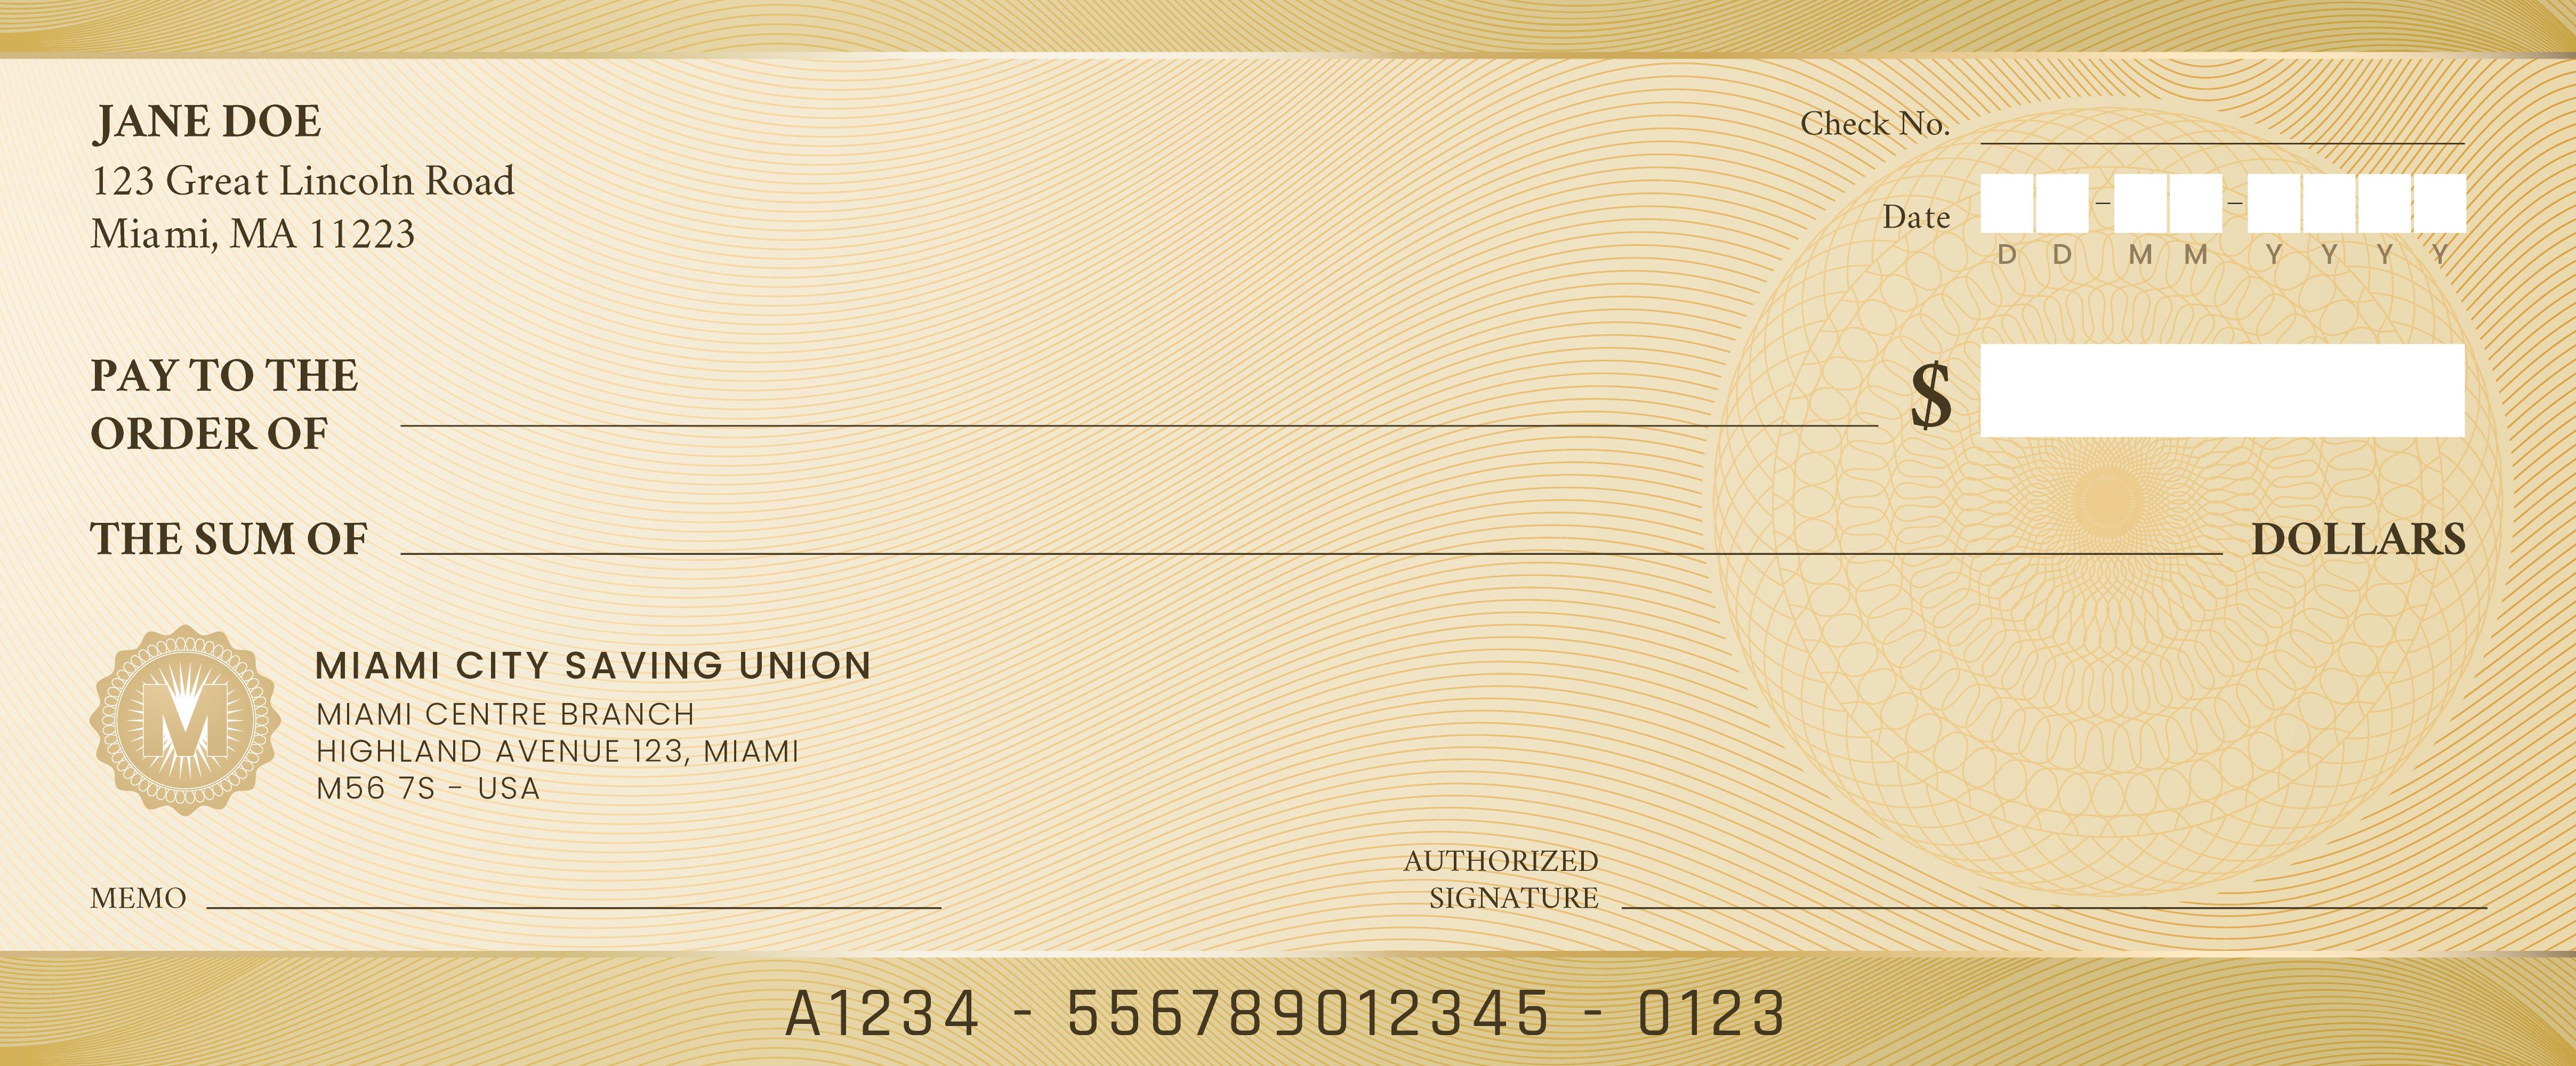 JANE DOE
123 Great Lincoln Road
Miami, MA 11223
Check No.
Date
– –
D D M M Y Y Y Y
PAY TO THE
ORDER OF
$
THE SUM OF
DOLLARS
M
MIAMI CITY SAVING UNION
MIAMI CENTRE BRANCH
HIGHLAND AVENUE 123, MIAMI
M56 7S - USA
MEMO
AUTHORIZED
SIGNATURE
A1234 - 556789012345 - 0123